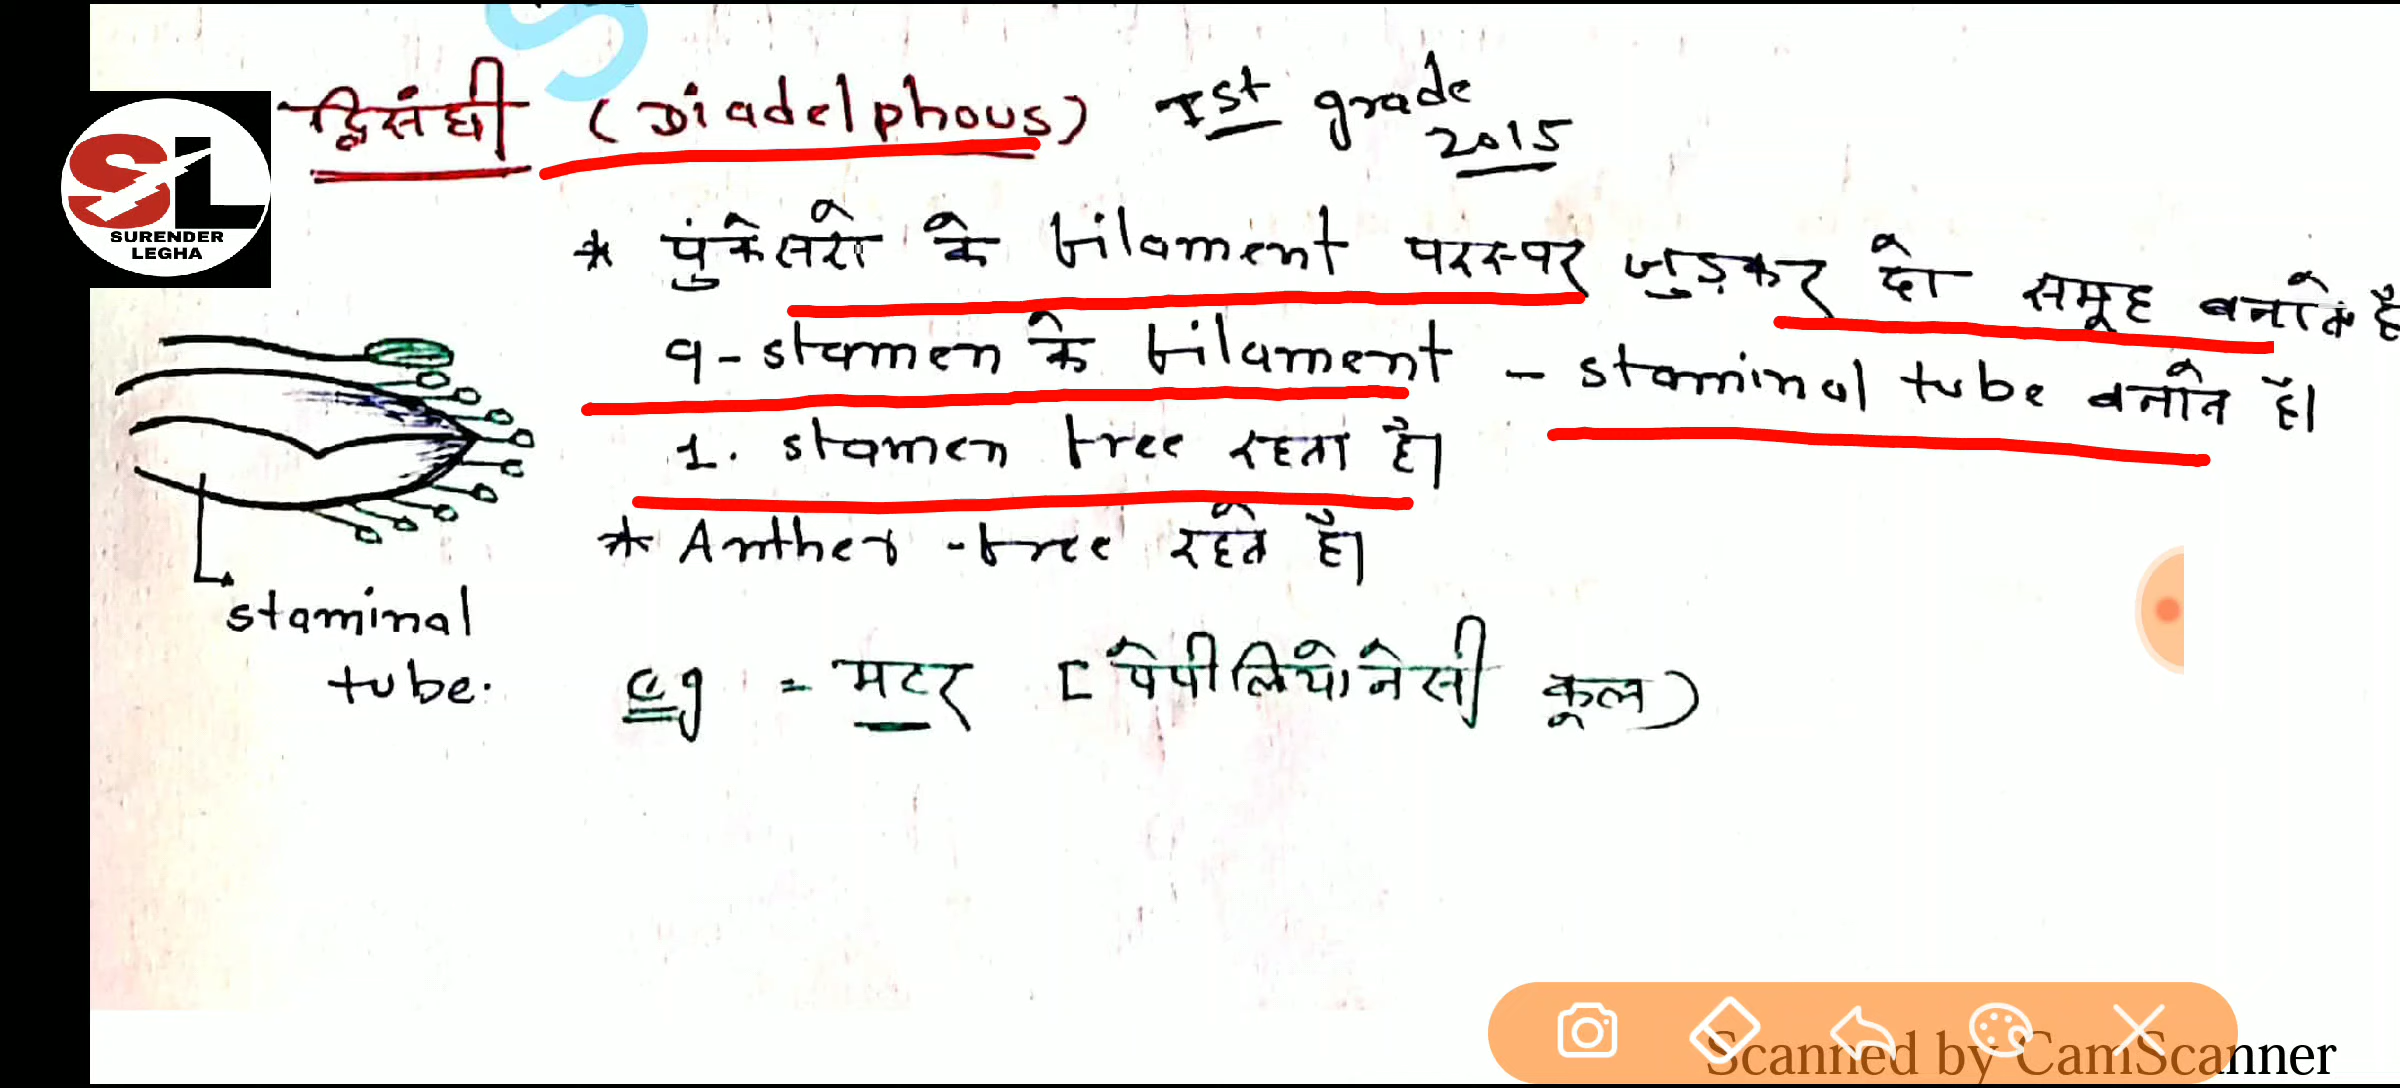 द्विसंघी (Diadelphous) Ist grade 2015
SL
SURENDER
LEGHA
* पुंकेसरो के filament परस्पर जुड़कर दो समूह बनाते है
9-stamen के filament - staminal tube बनाते है।
1. stamen free रहता है।
* Anther -free रहते है।
staminal
tube.
eg = मटर [पेपीलियोनेसी कूल)
Scanned by CamScanner